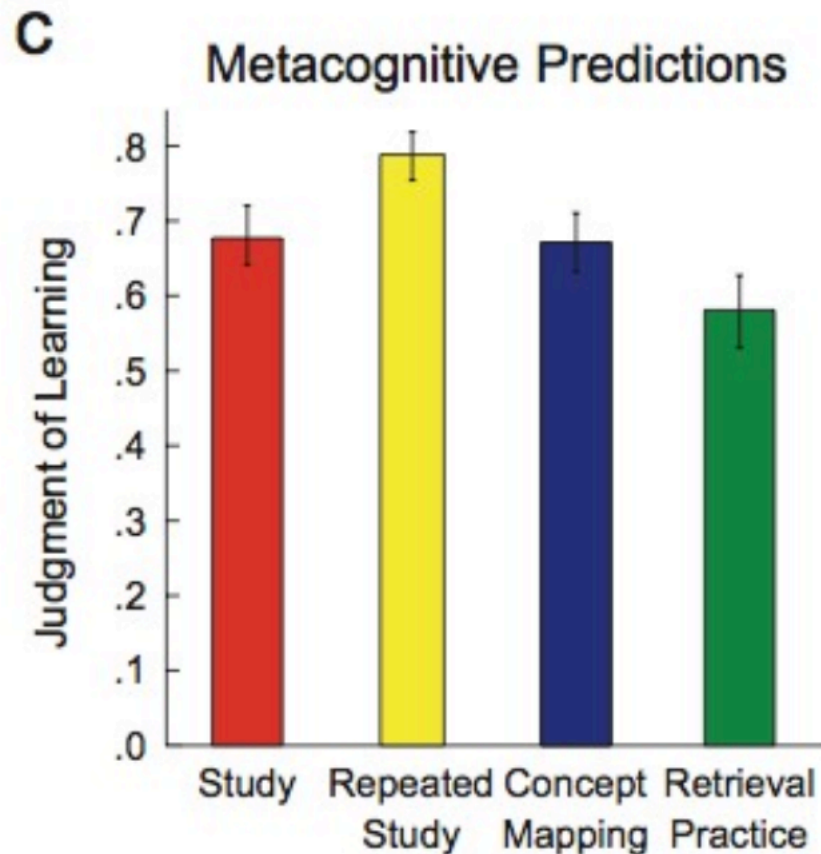 C
Metacognitive Predictions
Judgment of Learning
.8
.7
.6
.5
.4
.3
.2
.1
.0
Study Repeated Concept Retrieval
Study Mapping Practice